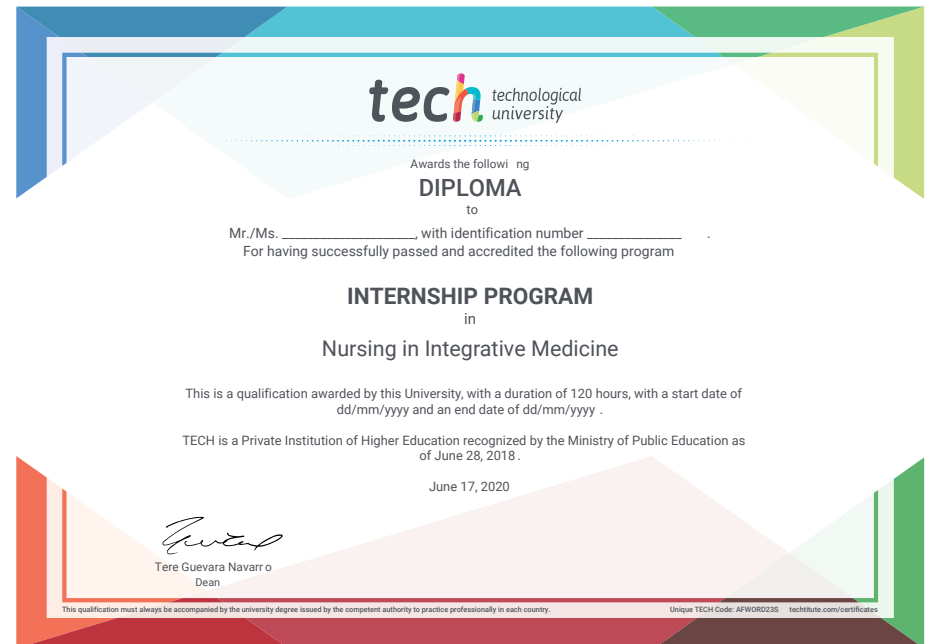 tech technological
university
Awards the followi ng
DIPLOMA
to
Mr./Ms. ____________________, with identification number ______________ .
For having successfully passed and accredited the following program
INTERNSHIP PROGRAM
in
Nursing in Integrative Medicine
This is a qualification awarded by this University, with a duration of 120 hours, with a start date of
dd/mm/yyyy and an end date of dd/mm/yyyy .
TECH is a Private Institution of Higher Education recognized by the Ministry of Public Education as
of June 28, 2018 .
June 17, 2020
Tere Guevara Navarr o
Dean
This qualification must always be accompanied by the university degree issued by the competent authority to practice professionally in each country.
Unique TECH Code: AFWORD23S techtitute.com/certificates